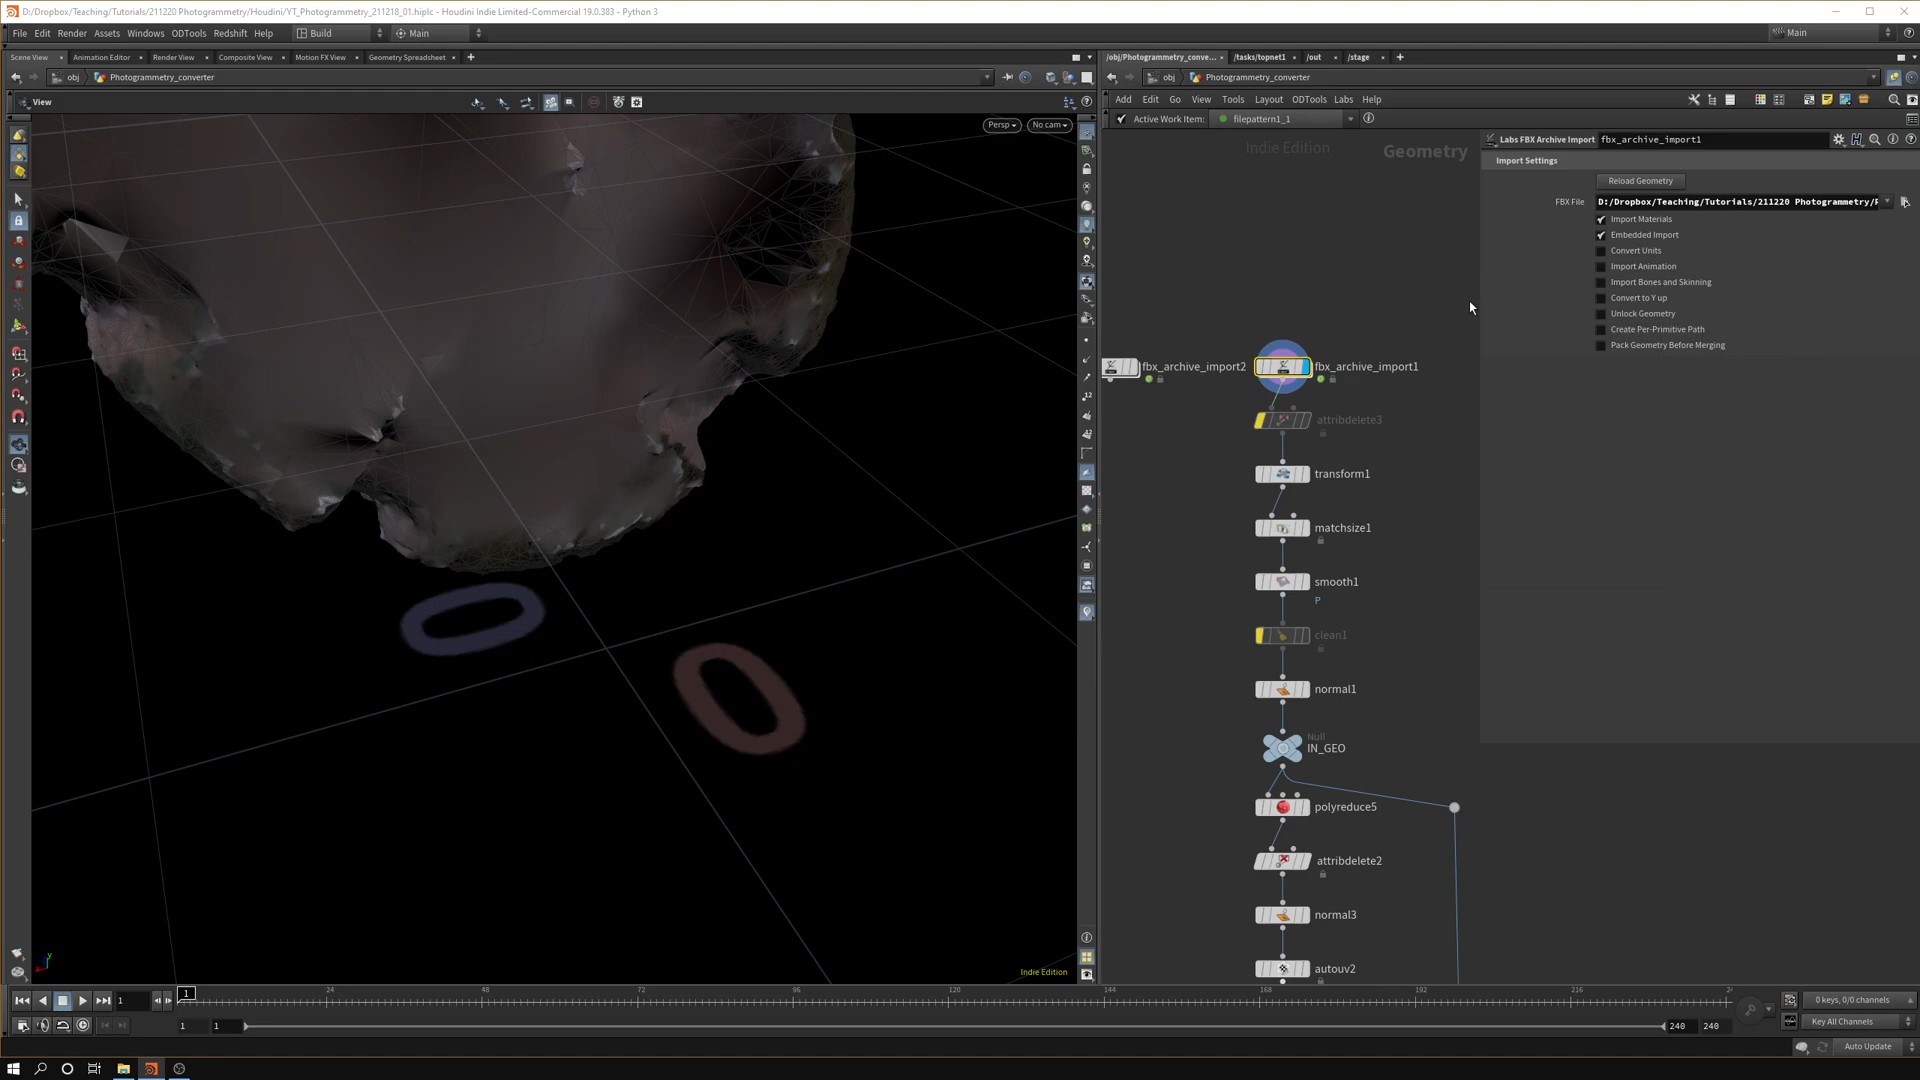 D:/Dropbox/Teaching/Tutorials/211220 Photogrammetry/Houdini/YT_Photogrammetry_211218_01.hiplc - Houdini Indie Limited-Commercial 19.0.383 - Python 3
File Edit Render Assets Windows ODTools Redshift Help Build Main Main
Scene View Animation Editor Render View Composite View Motion FX View Geometry Spreadsheet
/obj/Photogrammetry_conve... /tasks/topnet1 /out /stage
obj Photogrammetry_converter
obj Photogrammetry_converter
View
Add Edit Go View Tools Layout ODTools Labs Help
Active Work Item: filepattern1_1
Persp No cam
Indie Edition Geometry
Labs FBX Archive Import fbx_archive_import1
Import Settings
Reload Geometry
FBX File D:/Dropbox/Teaching/Tutorials/211220 Photogrammetry/
Import Materials
Embedded Import
Convert Units
Import Animation
Import Bones and Skinning
Convert to Y up
Unlock Geometry
Create Per-Primitive Path
Pack Geometry Before Merging
fbx_archive_import2
fbx_archive_import1
attribdelete3
transform1
matchsize1
smooth1
P
clean1
normal1
Null
IN_GEO
polyreduce5
attribdelete2
normal3
autouv2
0
0
y
Indie Edition
1 1 24 48 72 96 120 144 168 192 216
0 keys, 0/0 channels
1 1 240 240
Key All Channels
Auto Update